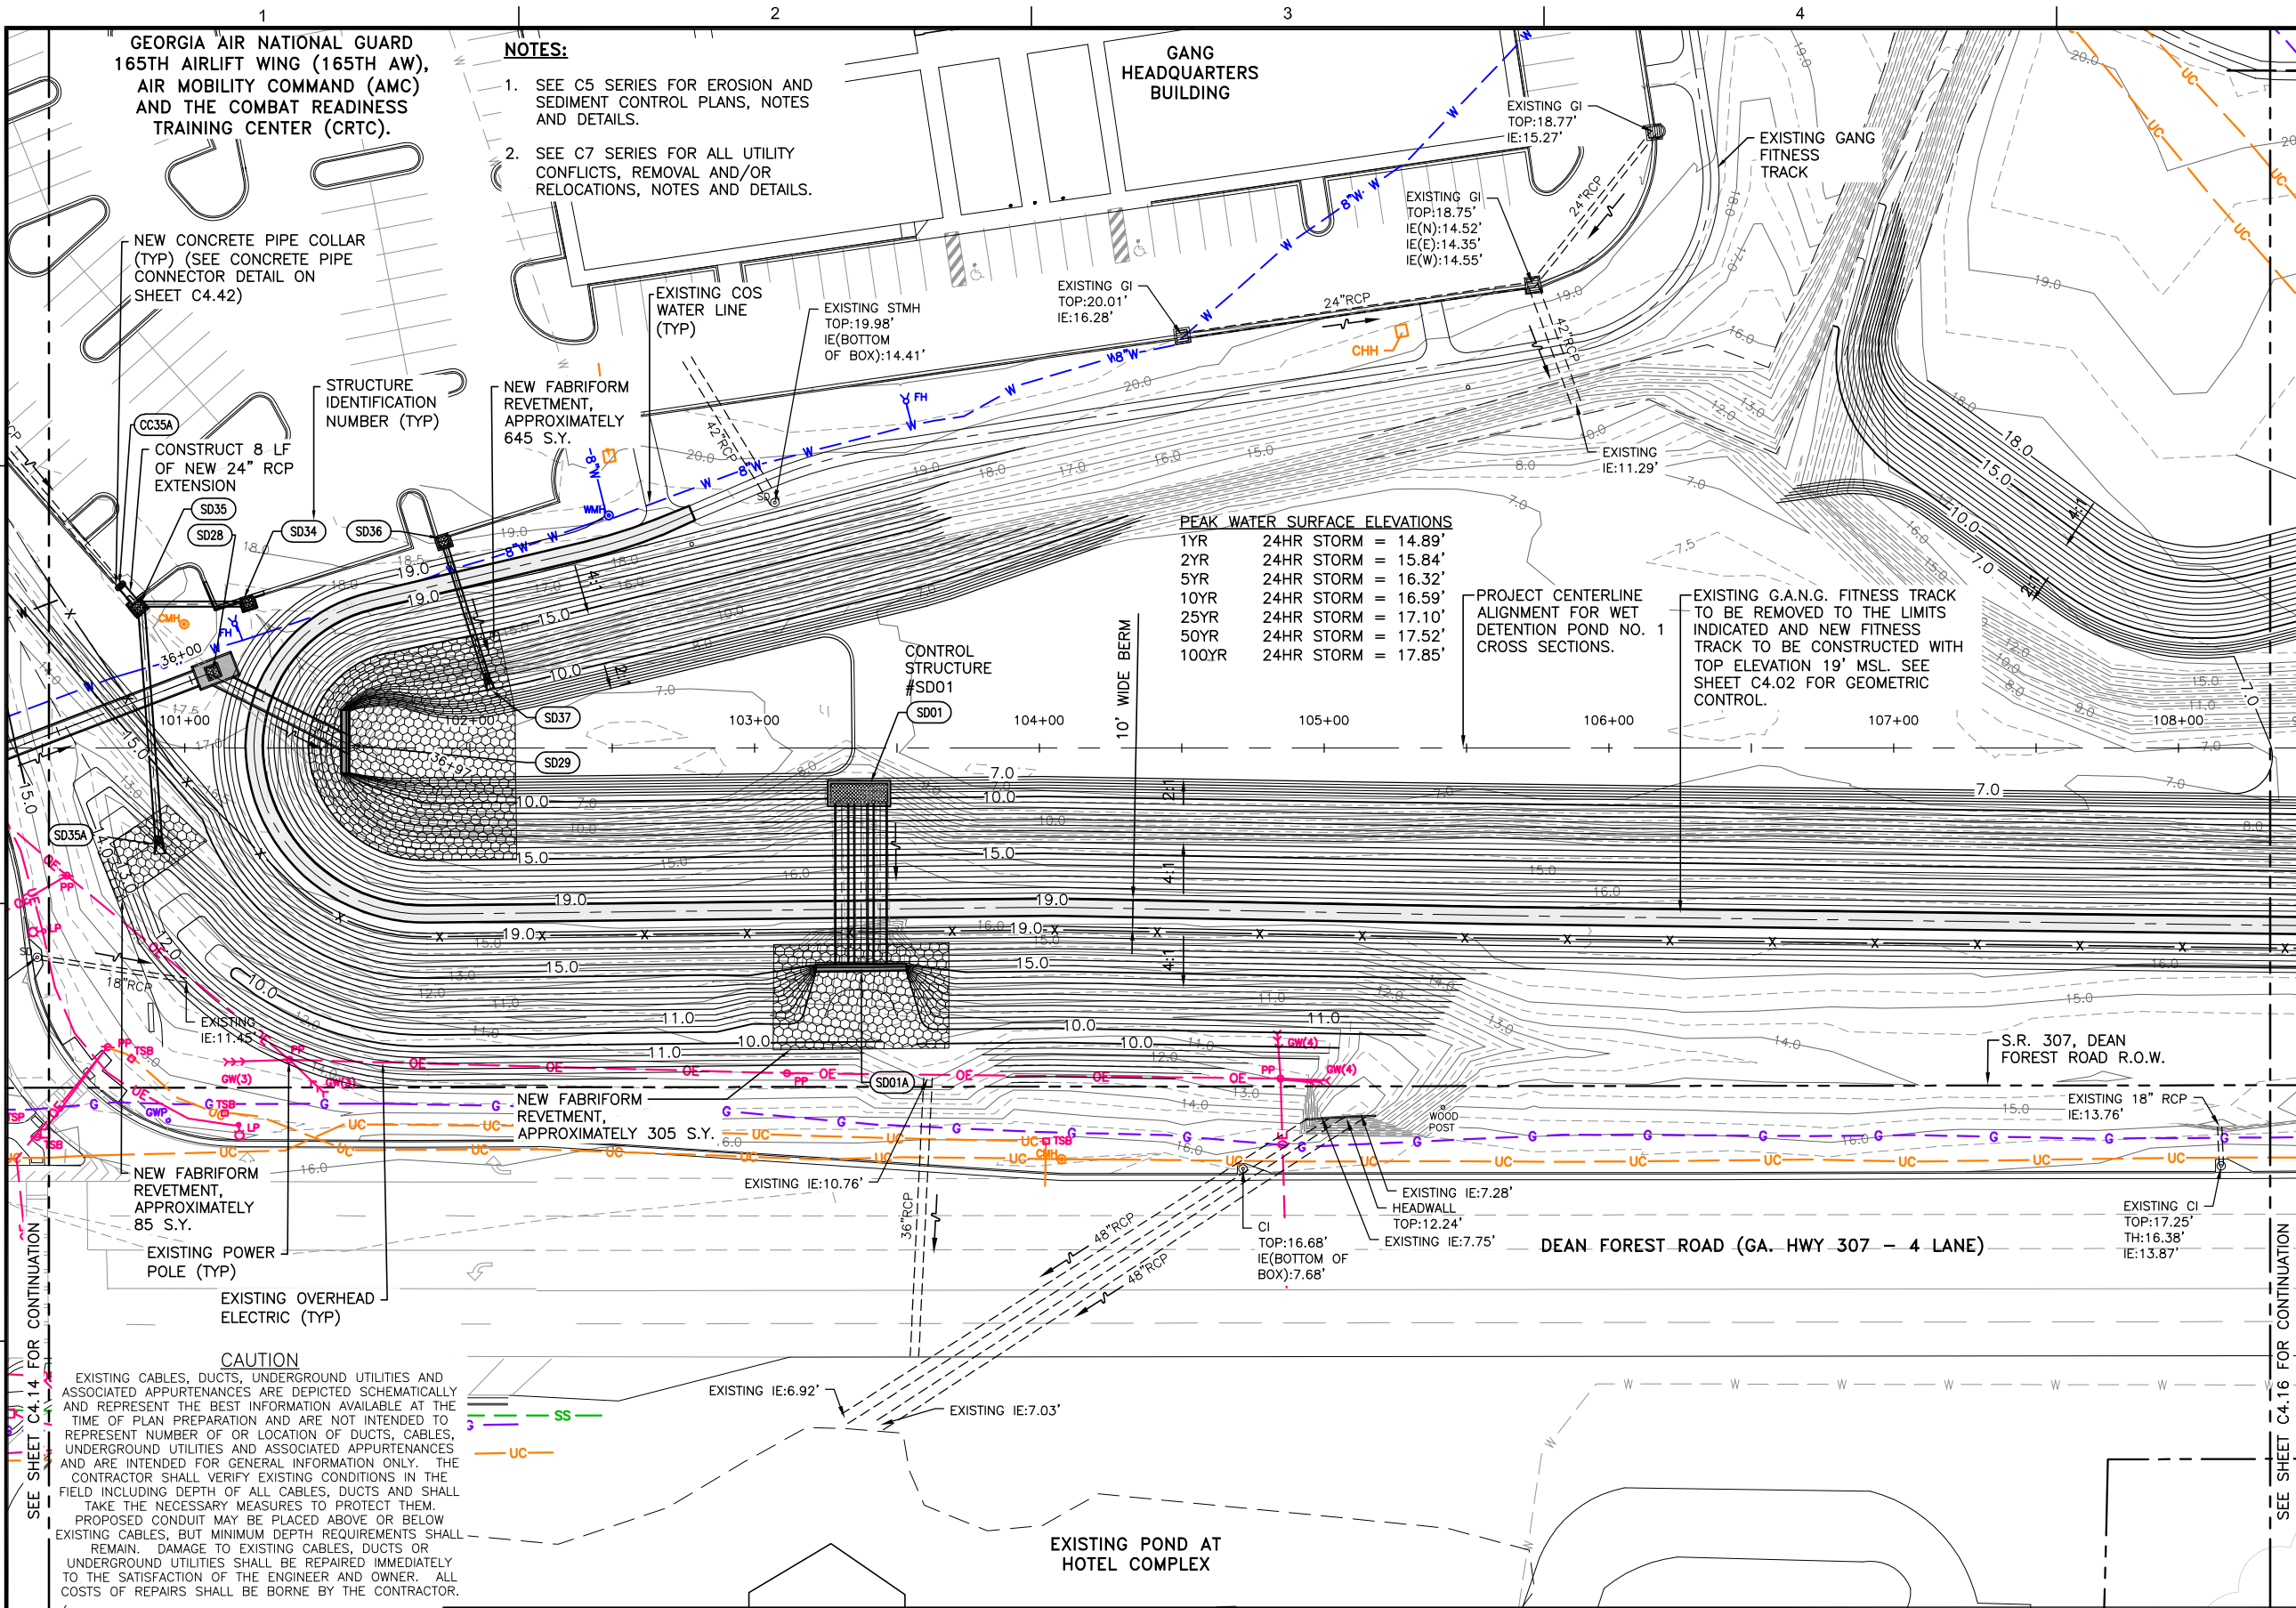 1
2
3
4
GEORGIA AIR NATIONAL GUARD
165TH AIRLIFT WING (165TH AW),
AIR MOBILITY COMMAND (AMC)
AND THE COMBAT READINESS
TRAINING CENTER (CRTC).
NOTES:
1. SEE C5 SERIES FOR EROSION AND
SEDIMENT CONTROL PLANS, NOTES
AND DETAILS.
2. SEE C7 SERIES FOR ALL UTILITY
CONFLICTS, REMOVAL AND/OR
RELOCATIONS, NOTES AND DETAILS.
GANG
HEADQUARTERS
BUILDING
EXISTING GI
TOP:18.77'
IE:15.27'
EXISTING GANG
FITNESS
TRACK
EXISTING GI
TOP:18.75'
IE(N):14.52'
IE(E):14.35'
IE(W):14.55'
24"RCP
EXISTING GI
TOP:20.01'
IE:16.28'
24"RCP
42"RCP
CHH
NEW CONCRETE PIPE COLLAR
(TYP) (SEE CONCRETE PIPE
CONNECTOR DETAIL ON
SHEET C4.42)
EXISTING COS
WATER LINE
(TYP)
EXISTING STMH
TOP:19.98'
IE(BOTTOM
OF BOX):14.41'
STRUCTURE
IDENTIFICATION
NUMBER (TYP)
NEW FABRIFORM
REVETMENT,
APPROXIMATELY
645 S.Y.
42"RCP
FH
CC35A
CONSTRUCT 8 LF
OF NEW 24" RCP
EXTENSION
SD35
SD28
SD34
SD36
WMH
EXISTING
IE:11.29'
PEAK WATER SURFACE ELEVATIONS
1YR 24HR STORM = 14.89'
2YR 24HR STORM = 15.84'
5YR 24HR STORM = 16.32'
10YR 24HR STORM = 16.59'
25YR 24HR STORM = 17.10'
50YR 24HR STORM = 17.52'
100YR 24HR STORM = 17.85'
PROJECT CENTERLINE
ALIGNMENT FOR WET
DETENTION POND NO. 1
CROSS SECTIONS.
EXISTING G.A.N.G. FITNESS TRACK
TO BE REMOVED TO THE LIMITS
INDICATED AND NEW FITNESS
TRACK TO BE CONSTRUCTED WITH
TOP ELEVATION 19' MSL. SEE
SHEET C4.02 FOR GEOMETRIC
CONTROL.
CMH
FH
36+00
CONTROL
STRUCTURE
#SD01
SD01
10' WIDE BERM
SD37
SD29
36+97
101+00
102+00
103+00
104+00
105+00
106+00
107+00
108+00
SD35A
18"RCP
EXISTING
IE:11.45'
S.R. 307, DEAN
FOREST ROAD R.O.W.
SD01A
NEW FABRIFORM
REVETMENT,
APPROXIMATELY 305 S.Y.
WOOD
POST
EXISTING 18" RCP
IE:13.76'
NEW FABRIFORM
REVETMENT,
APPROXIMATELY
85 S.Y.
EXISTING IE:10.76'
36"RCP
EXISTING IE:7.28'
HEADWALL
TOP:12.24'
EXISTING IE:7.75'
CI
TOP:16.68'
IE(BOTTOM OF
BOX):7.68'
48"RCP
48"RCP
DEAN FOREST ROAD (GA. HWY 307 - 4 LANE)
EXISTING CI
TOP:17.25'
TH:16.38'
IE:13.87'
EXISTING POWER
POLE (TYP)
EXISTING OVERHEAD
ELECTRIC (TYP)
EXISTING IE:6.92'
EXISTING IE:7.03'
SEE SHEET C4.14 FOR CONTINUATION
SEE SHEET C4.16 FOR CONTINUATION
CAUTION
EXISTING CABLES, DUCTS, UNDERGROUND UTILITIES AND
ASSOCIATED APPURTENANCES ARE DEPICTED SCHEMATICALLY
AND REPRESENT THE BEST INFORMATION AVAILABLE AT THE
TIME OF PLAN PREPARATION AND ARE NOT INTENDED TO
REPRESENT NUMBER OF OR LOCATION OF DUCTS, CABLES,
UNDERGROUND UTILITIES AND ASSOCIATED APPURTENANCES
AND ARE INTENDED FOR GENERAL INFORMATION ONLY. THE
CONTRACTOR SHALL VERIFY EXISTING CONDITIONS IN THE
FIELD INCLUDING DEPTH OF ALL CABLES, DUCTS AND SHALL
TAKE THE NECESSARY MEASURES TO PROTECT THEM.
PROPOSED CONDUIT MAY BE PLACED ABOVE OR BELOW
EXISTING CABLES, BUT MINIMUM DEPTH REQUIREMENTS SHALL
REMAIN. DAMAGE TO EXISTING CABLES, DUCTS OR
UNDERGROUND UTILITIES SHALL BE REPAIRED IMMEDIATELY
TO THE SATISFACTION OF THE ENGINEER AND OWNER. ALL
COSTS OF REPAIRS SHALL BE BORNE BY THE CONTRACTOR.
EXISTING POND AT
HOTEL COMPLEX